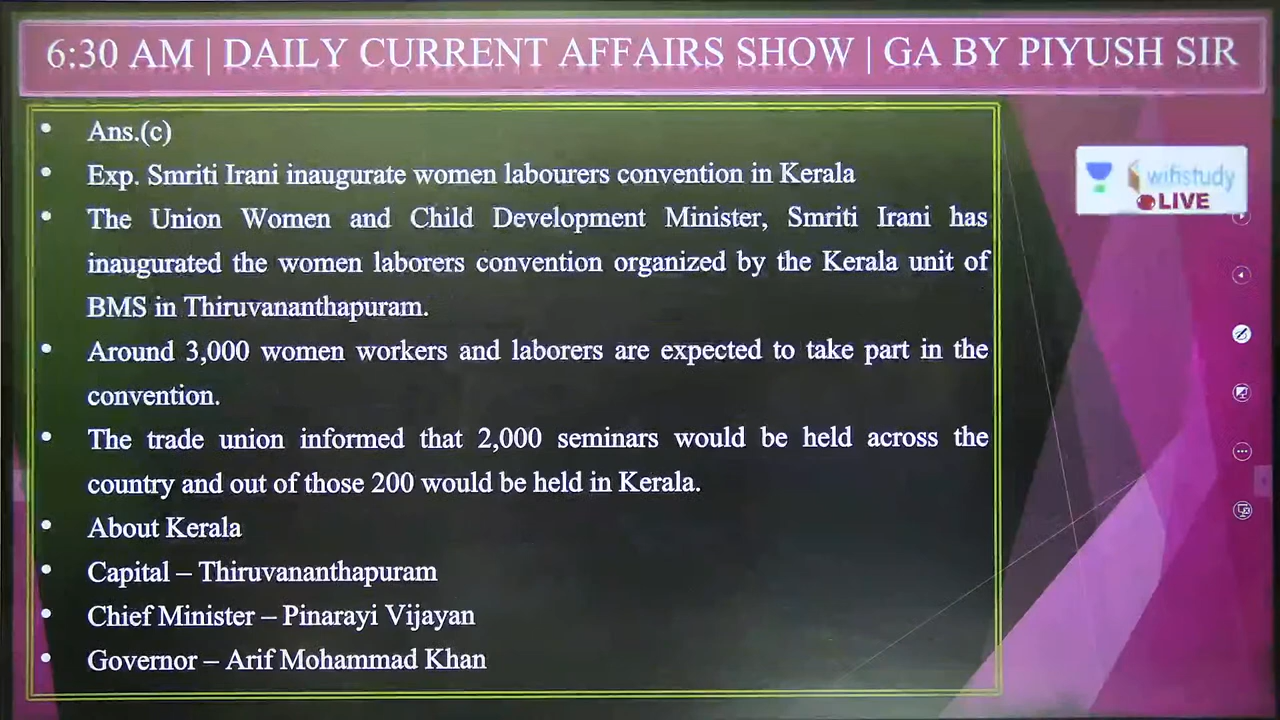 6:30 AM | DAILY CURRENT AFFAIRS SHOW | GA BY PIYUSH SIR
• Ans.(c)
• Exp. Smriti Irani inaugurate women labourers convention in Kerala
• The Union Women and Child Development Minister, Smriti Irani has
inaugurated the women laborers convention organized by the Kerala unit of
BMS in Thiruvananthapuram.
• Around 3,000 women workers and laborers are expected to take part in the
convention.
• The trade union informed that 2,000 seminars would be held across the
country and out of those 200 would be held in Kerala.
• About Kerala
• Capital – Thiruvananthapuram
• Chief Minister – Pinarayi Vijayan
• Governor – Arif Mohammad Khan
wifistudy
LIVE